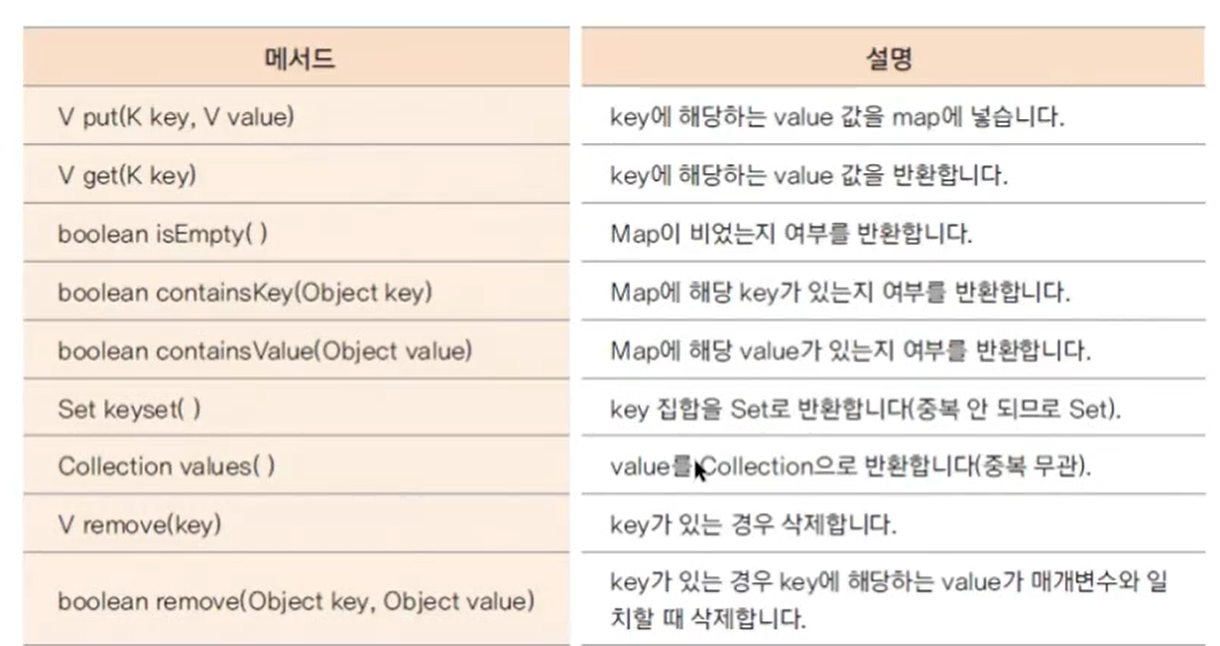 메서드 설명
V put(K key, V value) key에 해당하는 value 값을 map에 넣습니다.
V get(K key) key에 해당하는 value 값을 반환합니다.
boolean isEmpty( ) Map이 비었는지 여부를 반환합니다.
boolean containsKey(Object key) Map에 해당 key가 있는지 여부를 반환합니다.
boolean containsValue(Object value) Map에 해당 value가 있는지 여부를 반환합니다.
Set keyset( ) key 집합을 Set로 반환합니다(중복 안 되므로 Set).
Collection values( ) value를 Collection으로 반환합니다(중복 무관).
V remove(key) key가 있는 경우 삭제합니다.
boolean remove(Object key, Object value) key가 있는 경우 key에 해당하는 value가 매개변수와 일
치할 때 삭제합니다.